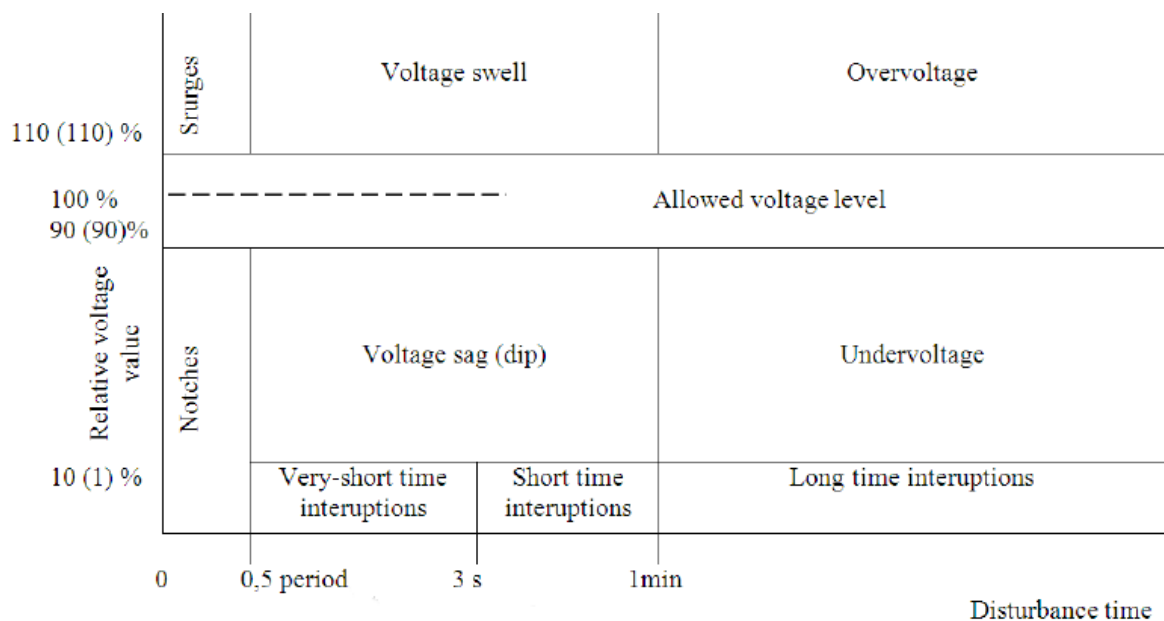 Srurges
Voltage swell
Overvoltage
110 (110) %
100 %
Allowed voltage level
90 (90)%
Relative voltage
value
Notches
Voltage sag (dip)
Undervoltage
10 (1) %
Very-short time
interuptions
Short time
interuptions
Long time interuptions
0
0,5 period
3 s
1min
Disturbance time